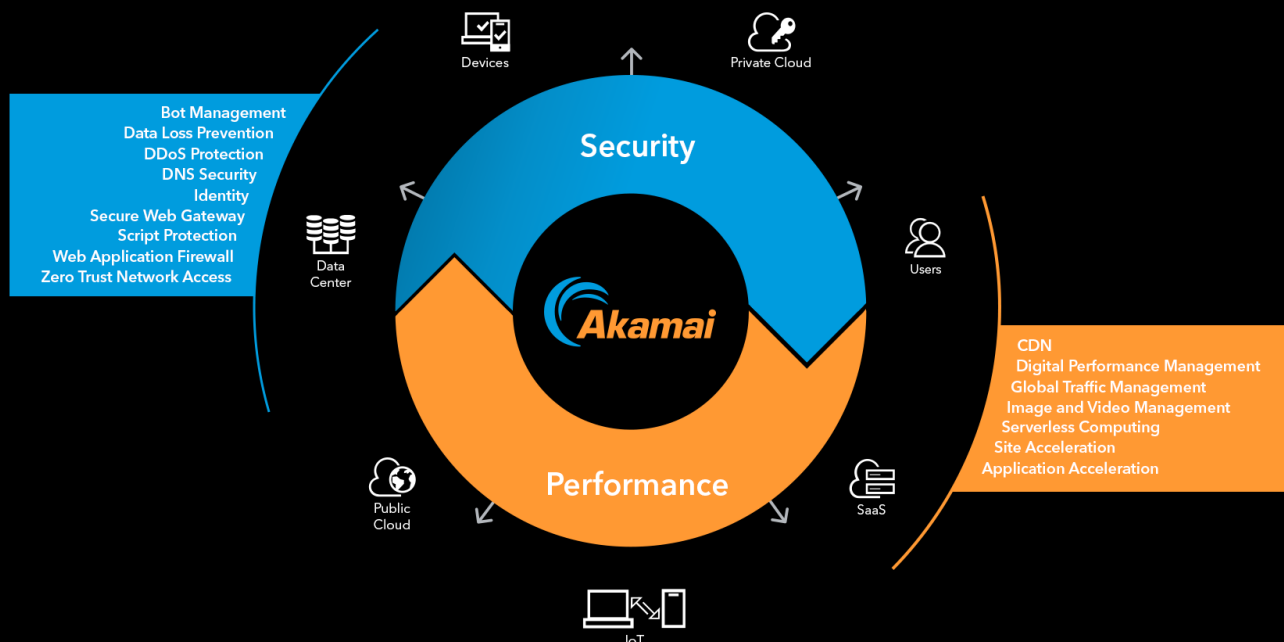 Devices
Private Cloud
Bot Management
Data Loss Prevention
DDoS Protection
DNS Security
Identity
Secure Web Gateway
Script Protection
Web Application Firewall
Zero Trust Network Access
Security
Data
Center
Users
Akamai
CDN
Digital Performance Management
Global Traffic Management
Image and Video Management
Serverless Computing
Site Acceleration
Application Acceleration
Performance
Public
Cloud
SaaS
IoT